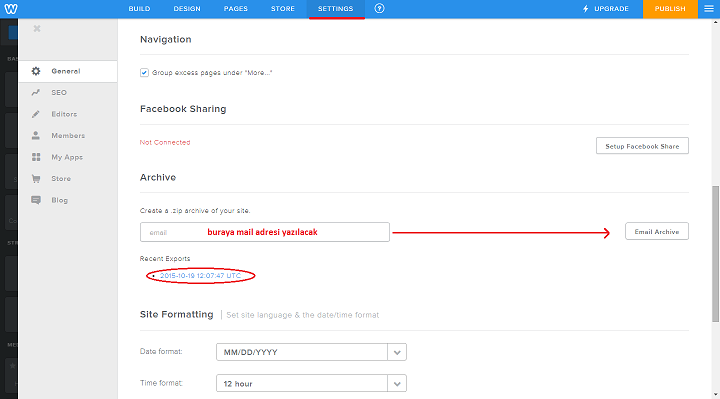 BUILD DESIGN PAGES STORE SETTINGS ? UPGRADE PUBLISH
Navigation
General
Group excess pages under "More..."
SEO
Editors
Facebook Sharing
Members
Not Connected
Setup Facebook Share
My Apps
Store
Archive
Blog
Create a .zip archive of your site.
email buraya mail adresi yazılacak
Email Archive
Recent Exports
2015-10-19 12:07:47 UTC
Site Formatting Set site language & the date/time format
Date format: MM/DD/YYYY
Time format: 12 hour